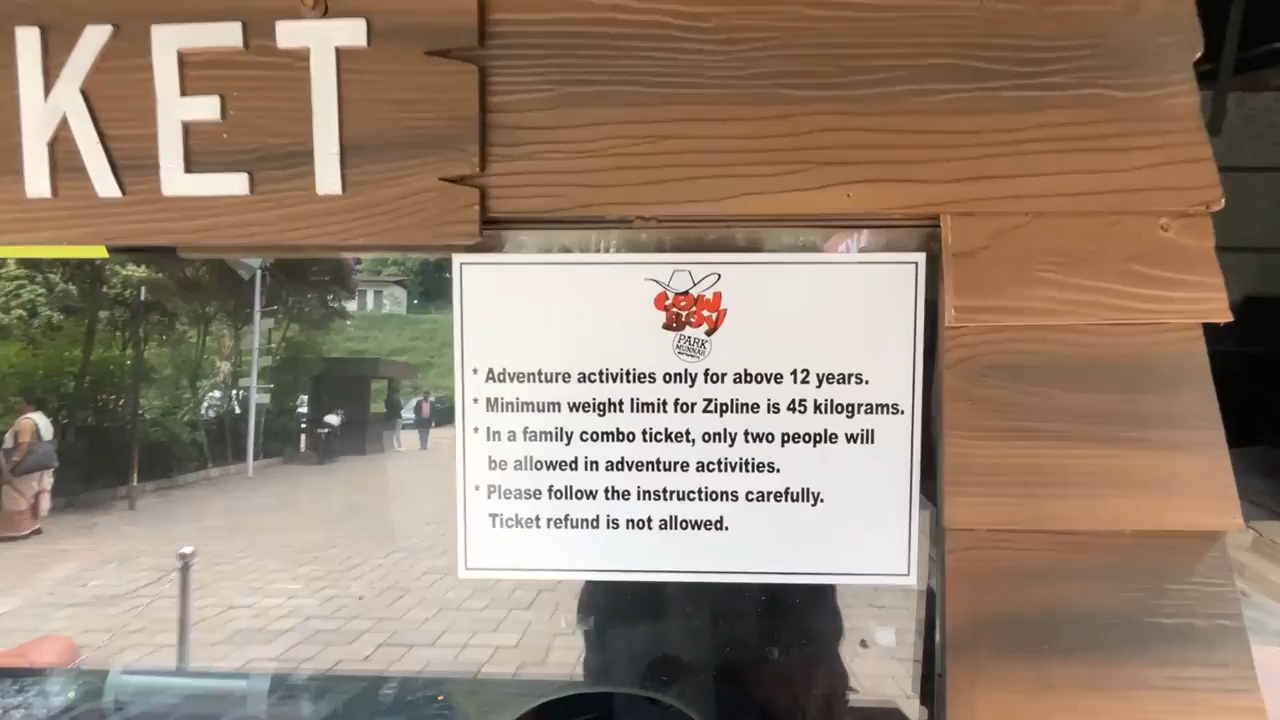 KET
COW
BOY
PARK
MUNNAR
* Adventure activities only for above 12 years.
* Minimum weight limit for Zipline is 45 kilograms.
* In a family combo ticket, only two people will
be allowed in adventure activities.
* Please follow the instructions carefully.
Ticket refund is not allowed.